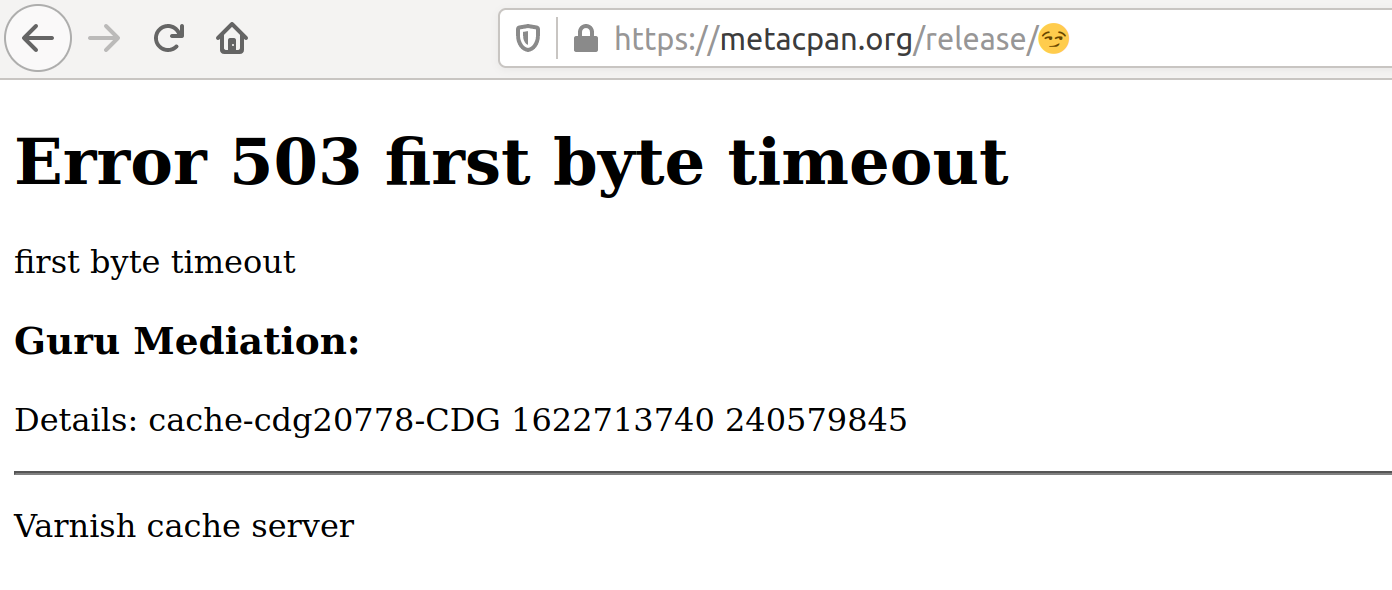 https://metacpan.org/release/😏
Error 503 first byte timeout
first byte timeout
Guru Mediation:
Details: cache-cdg20778-CDG 1622713740 240579845
Varnish cache server